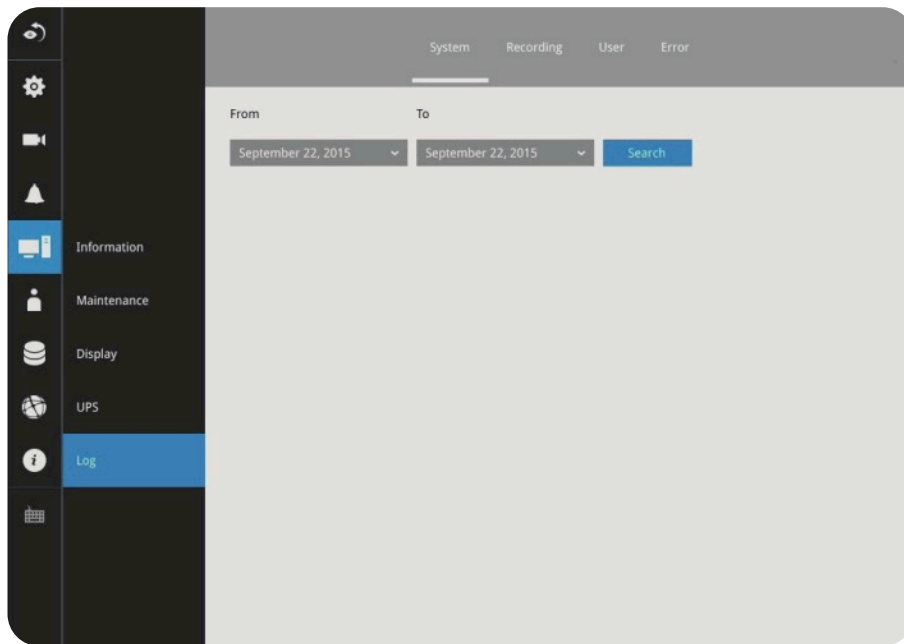 System Recording User Error
From To
September 22, 2015 September 22, 2015 Search
Information
Maintenance
Display
UPS
Log